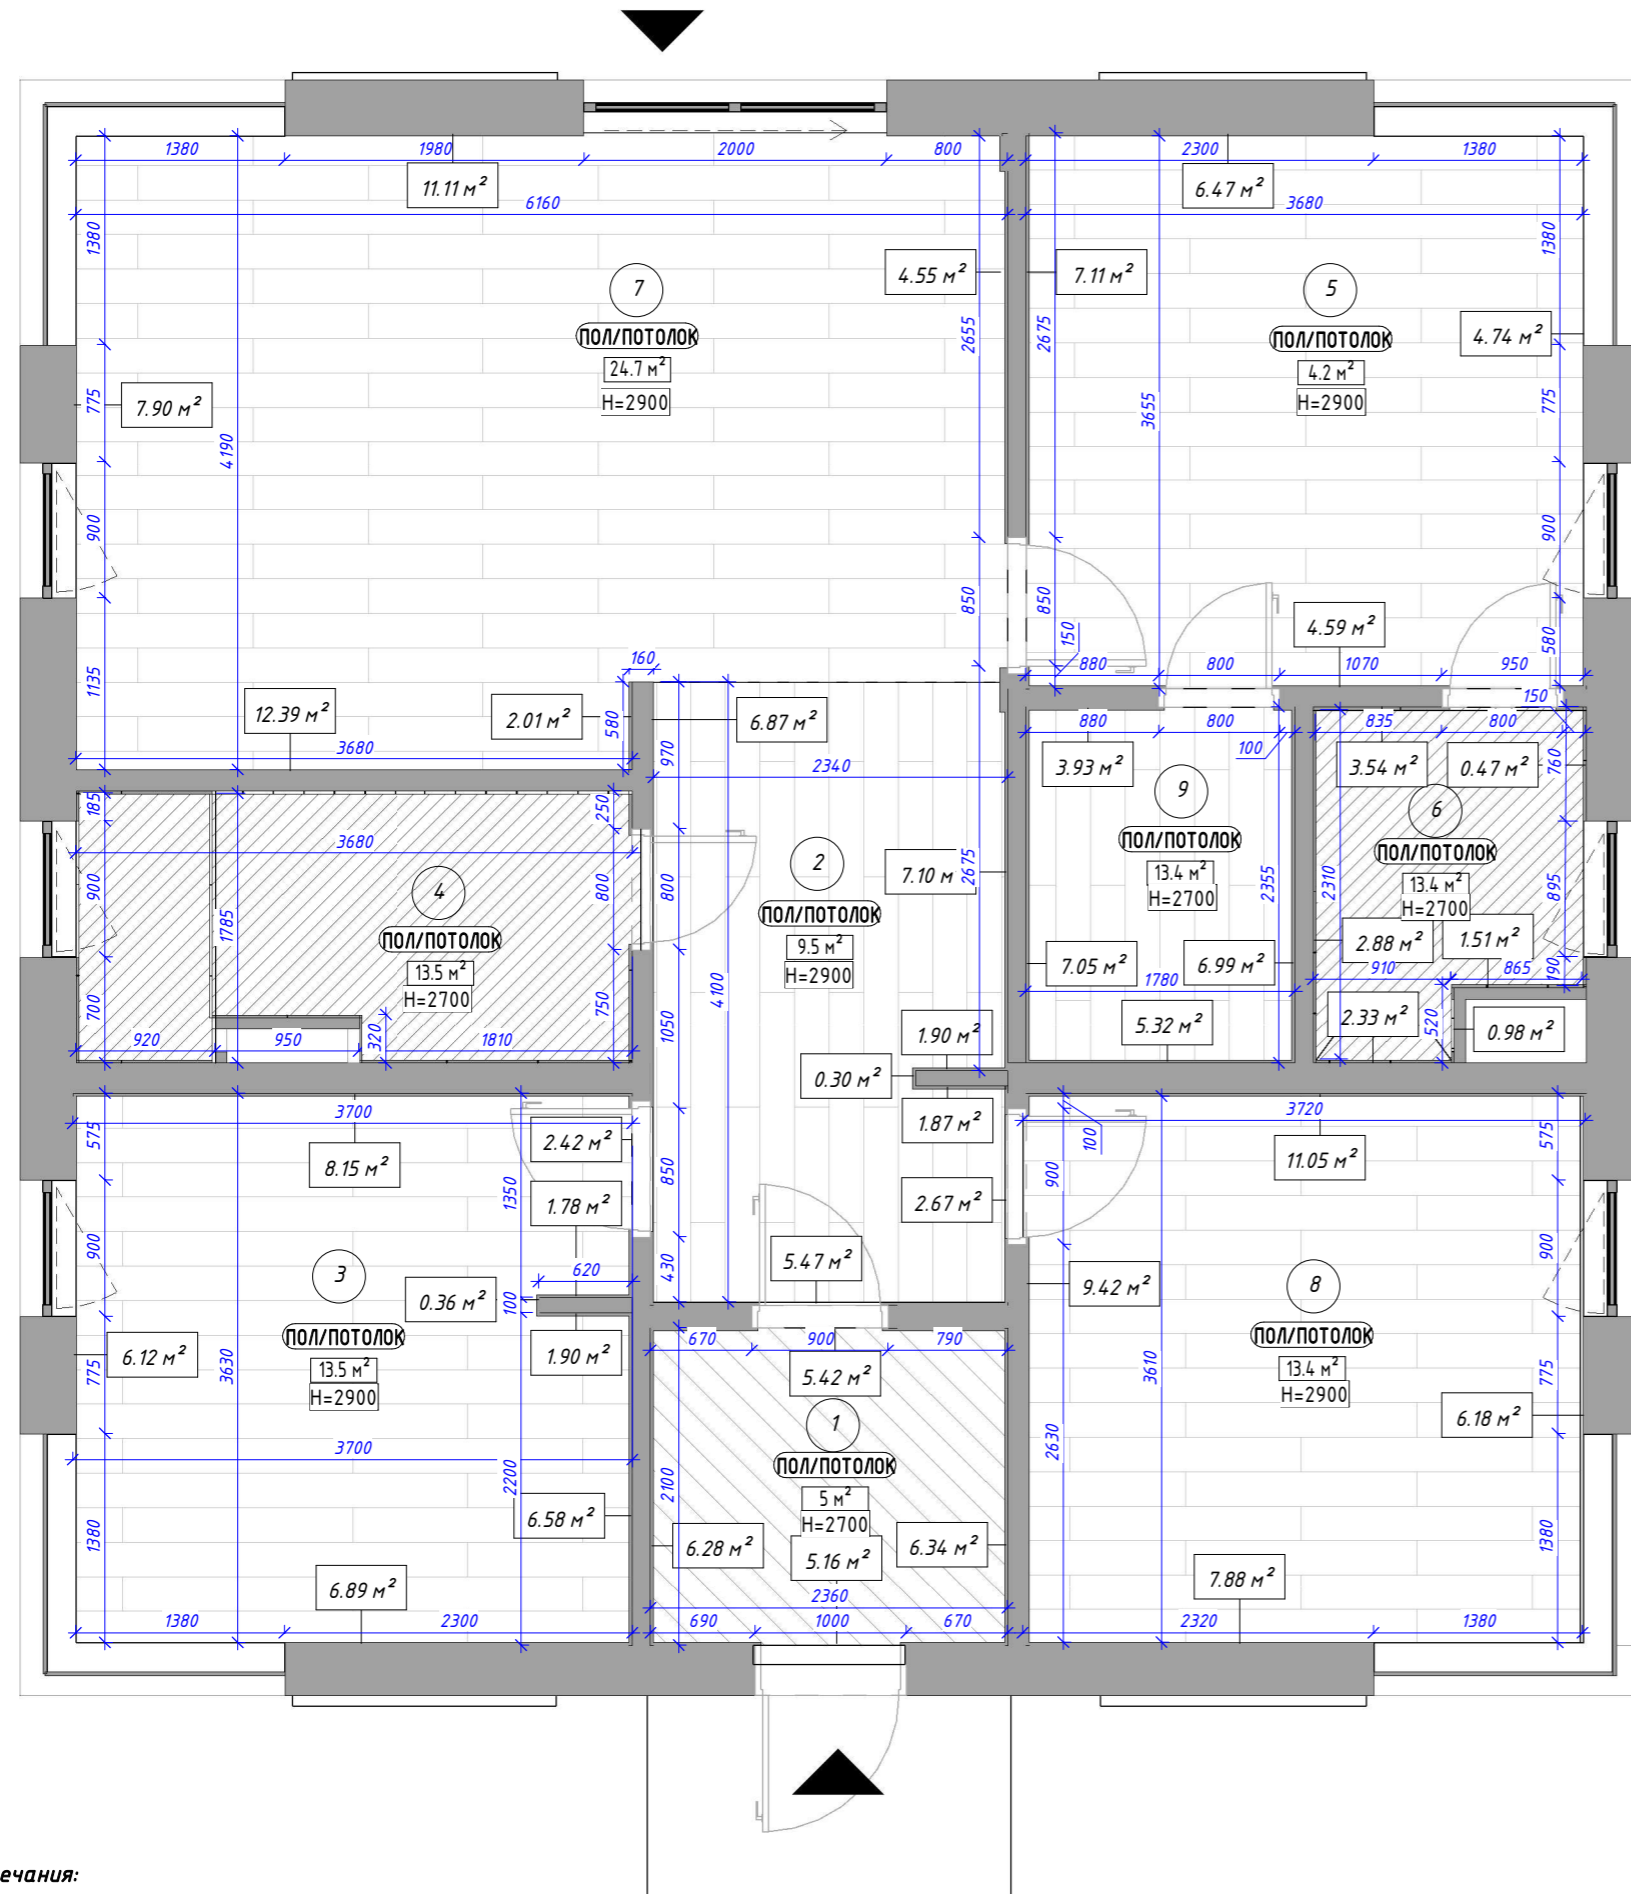 1380 1980 2000 800 2300 1380
11.11 м² 6.47 м²
6160 3680
1380 1380
4.55 м² 7.11 м²
7 5
ПОЛ/ПОТОЛОК ПОЛ/ПОТОЛОК
24.7 м² 4.2 м²
H=2900 H=2900
2655 2675 4.74 м²
775 7.90 м² 4190 3655 775
900 900
850 850 150 4.59 м² 580
160 880 800 1070 950
1135 12.39 м² 2.01 м² 580 6.87 м² 150
3680 970 880 800 100 835 800
2340 3.93 м² 3.54 м² 0.47 м² 760
185 250 9 6
3680 2 ПОЛ/ПОТОЛОК ПОЛ/ПОТОЛОК
4 ПОЛ/ПОТОЛОК 13.4 м² 13.4 м²
900 1785 800 800 7.10 м 2675 H=2700 2355 2310 H=2700 895
ПОЛ/ПОТОЛОК 9.5 м² 2.88 м² 1.51 м²
13.5 м² H=2900 7.05 м² 6.99 м² 910 865 190
H=2700 4100 1780
700 320 750 1050 1.90 м² 5.32 м² 2.33 м² 520 0.98 м²
920 950 1810
0.30 м²
3700 1.87 м² 3720
575 2.42 м² 100 575
8.15 м² 850 900 11.05 м²
1350 1.78 м² 2.67 м²
900 5.47 м² 900
3 620 430 9.42 м² 8
0.36 м² 100
ПОЛ/ПОТОЛОК 670 900 790 ПОЛ/ПОТОЛОК
6.12 м² 13.5 м² 1.90 м² 5.42 м² 13.4 м²
775 3630 H=2900 3610 H=2900 775
1 6.18 м²
3700 ПОЛ/ПОТОЛОК 2630
2200 2100 5 м²
6.58 м² H=2700
1380 6.28 м² 5.16 м² 6.34 м² 1380
6.89 м² 2360 7.88 м²
1380 2300 690 1000 670 2320 1380
ечания: